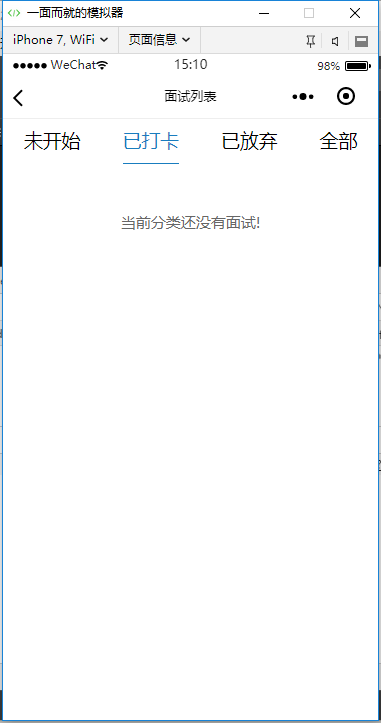 一面而就的模拟器
iPhone 7, WiFi 页面信息
WeChat 15:10 98%
面试列表
未开始 已打卡 已放弃 全部
当前分类还没有面试!